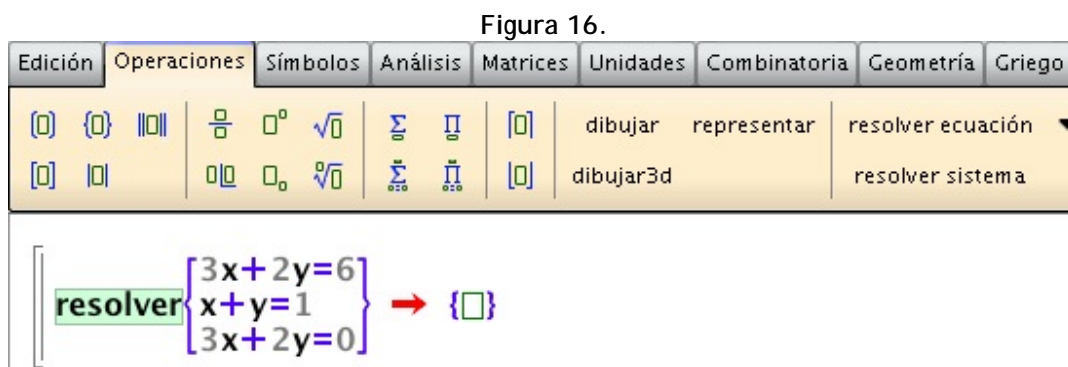 Figura 16.
Edición Operaciones Símbolos Análisis Matrices Unidades Combinatoria Geometría Griego
dibujar representar resolver ecuación
dibujar3d resolver sistema
3x+2y=6
resolver x+y=1 → {□}
3x+2y=0